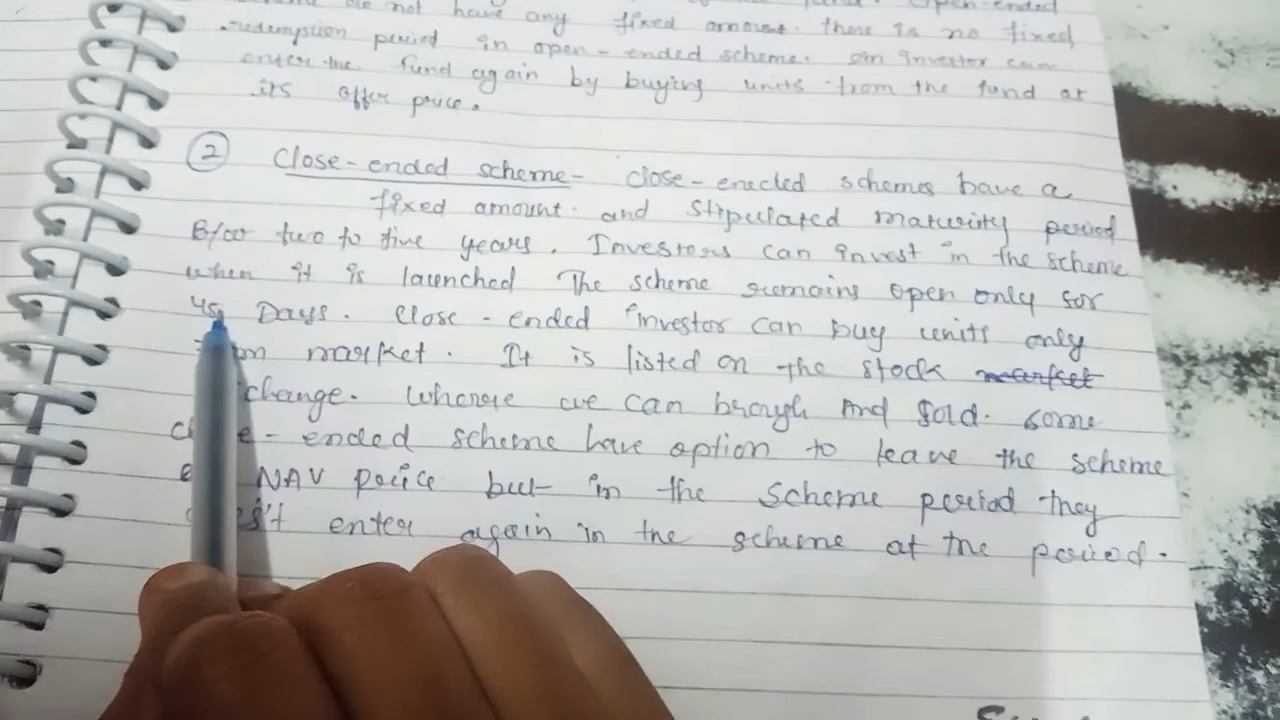 not have any fixed amount. there is no fixed
redemption period in open-ended scheme. an investor can
enter the fund again by buying units from the fund at
its offer price.
② Close-ended scheme- close-enected schemes have a
fixed amount. and stipulated maturity period
B/w two to five years. Investors can invest in the scheme
when it is launched The scheme remains open only for
45 Days. Close-ended investor can buy units only
market. It is listed on the stock market
change. Where we can brough And sold. some
- ended scheme have option to leave the scheme
NAV price but in the scheme period they
enter again in the scheme at the period.